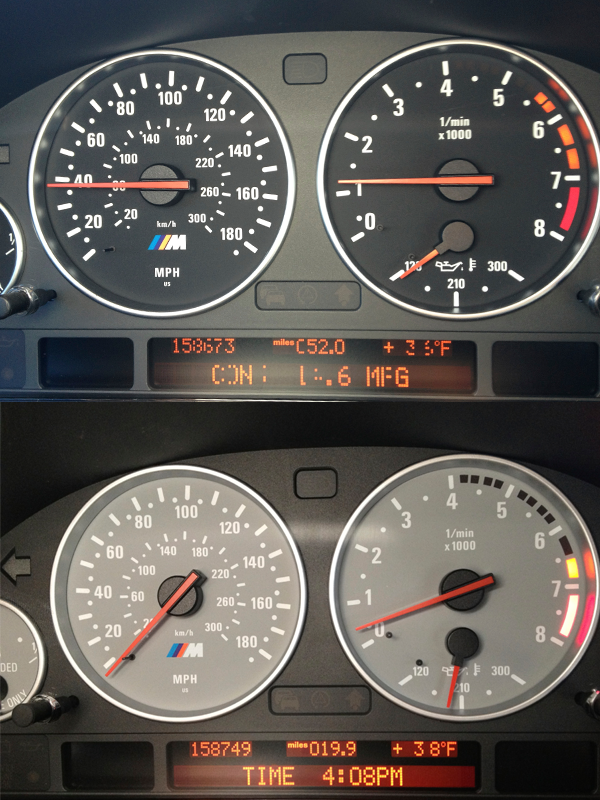 20 40 60 80 100 120 140 160 180
20 100 140 180 220 260 300
km/h
M
MPH
US
0 1 2 3 4 5 6 7 8
1/min
x1000
120 210 300
158673 miles 52.0 + 3 °F
MFG
20 40 60 80 100 120 140 160 180
60 100 140 180 220 260 300
km/h
M
MPH
US
0 1 2 3 4 5 6 7 8
1/min
x1000
120 210 300
DED
E ONLY
158749 miles 019.9 + 38°F
TIME 4:08PM